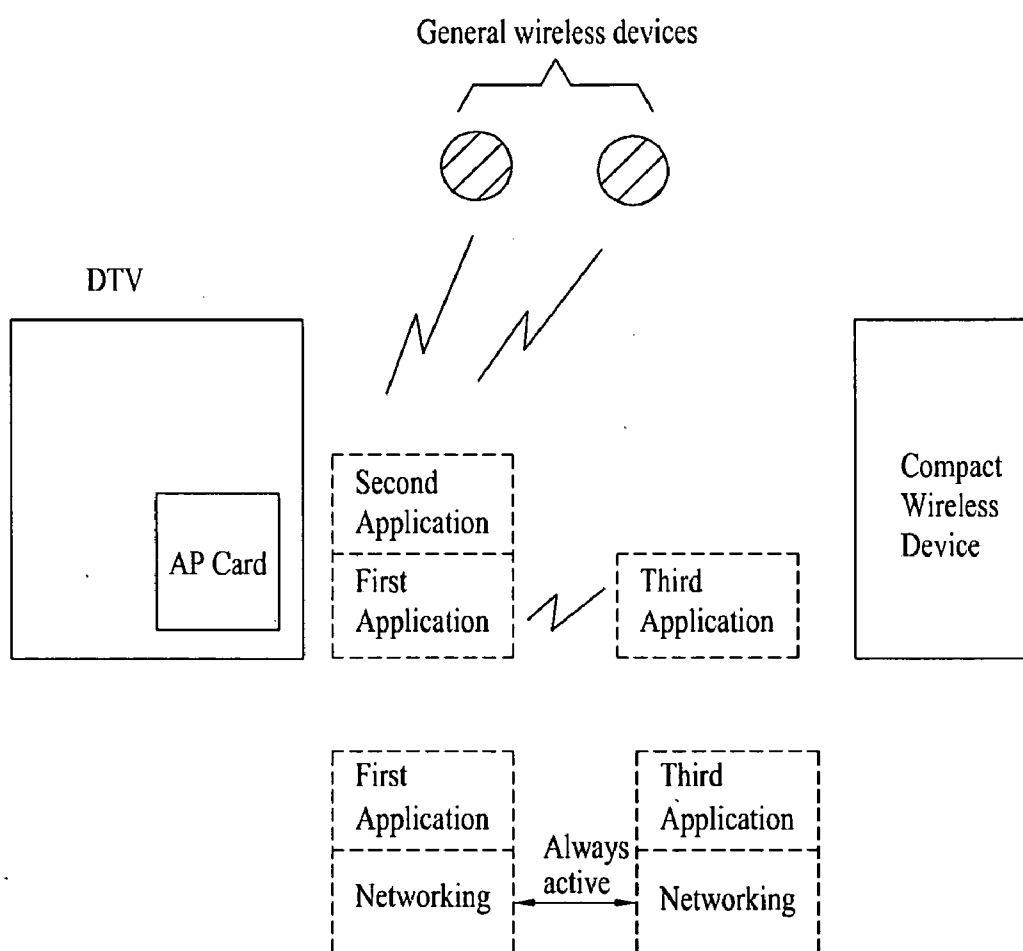 General wireless devices
DTV
AP Card
Second
Application
First
Application
Third
Application
Compact
Wireless
Device
First
Application
Networking
Always
active
Third
Application
Networking